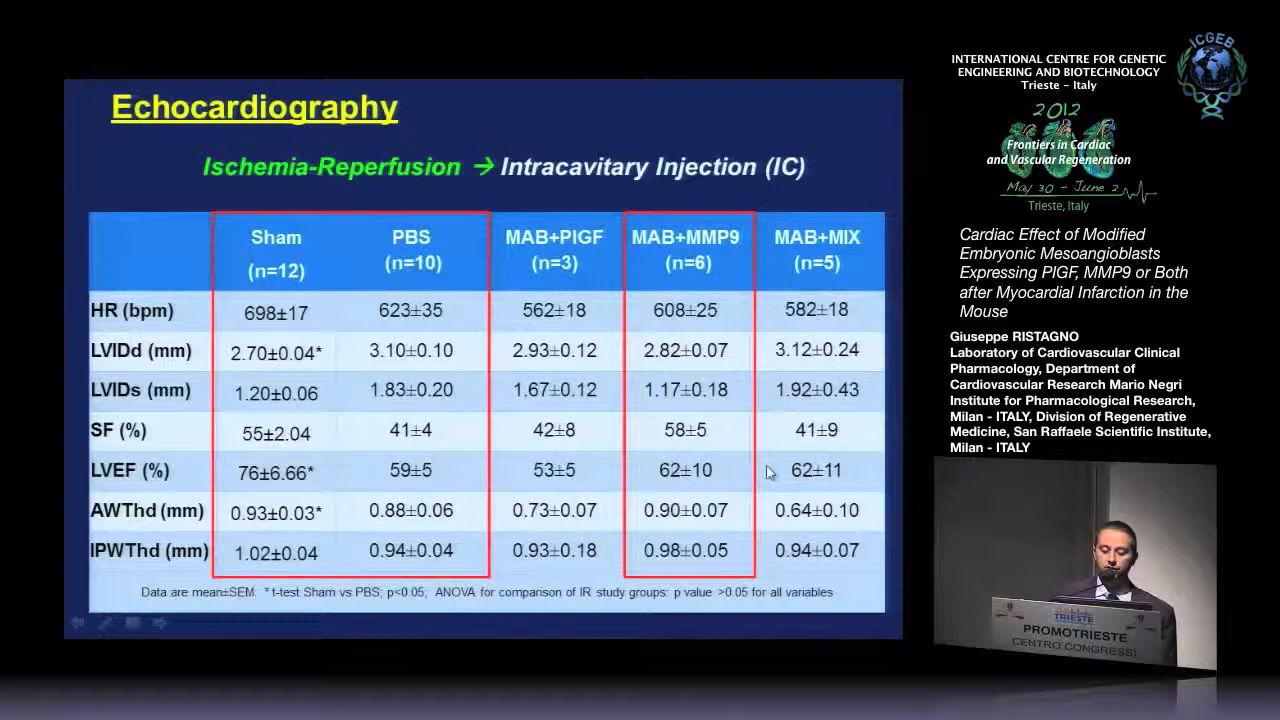 Echocardiography
Ischemia-Reperfusion → Intracavitary Injection (IC)
Sham (n=12) PBS (n=10) MAB+PlGF (n=3) MAB+MMP9 (n=6) MAB+MIX (n=5)
HR (bpm) 698±17 623±35 562±18 608±25 582±18
LVIDd (mm) 2.70±0.04* 3.10±0.10 2.93±0.12 2.82±0.07 3.12±0.24
LVIDs (mm) 1.20±0.06 1.83±0.20 1.67±0.12 1.17±0.18 1.92±0.43
SF (%) 55±2.04 41±4 42±8 58±5 41±9
LVEF (%) 76±6.66* 59±5 53±5 62±10 62±11
AWThd (mm) 0.93±0.03* 0.88±0.06 0.73±0.07 0.90±0.07 0.64±0.10
IPWThd (mm) 1.02±0.04 0.94±0.04 0.93±0.18 0.98±0.05 0.94±0.07
Data are mean±SEM. * t-test Sham vs PBS; p<0.05, ANOVA for comparison of IR study groups: p value >0.05 for all variables
INTERNATIONAL CENTRE FOR GENETIC
ENGINEERING AND BIOTECHNOLOGY
Trieste - Italy
ICGEB
2012
Frontiers in Cardiac
and Vascular Regeneration
May 30 - June 2
Trieste, Italy
Cardiac Effect of Modified
Embryonic Mesoangioblasts
Expressing PlGF, MMP9 or Both
after Myocardial Infarction in the
Mouse
Giuseppe RISTAGNO
Laboratory of Cardiovascular Clinical
Pharmacology, Department of
Cardiovascular Research Mario Negri
Institute for Pharmacological Research,
Milan - ITALY, Division of Regenerative
Medicine, San Raffaele Scientific Institute,
Milan - ITALY
TRIESTE
PROMOTRIESTE
CENTRO CONGRESSI